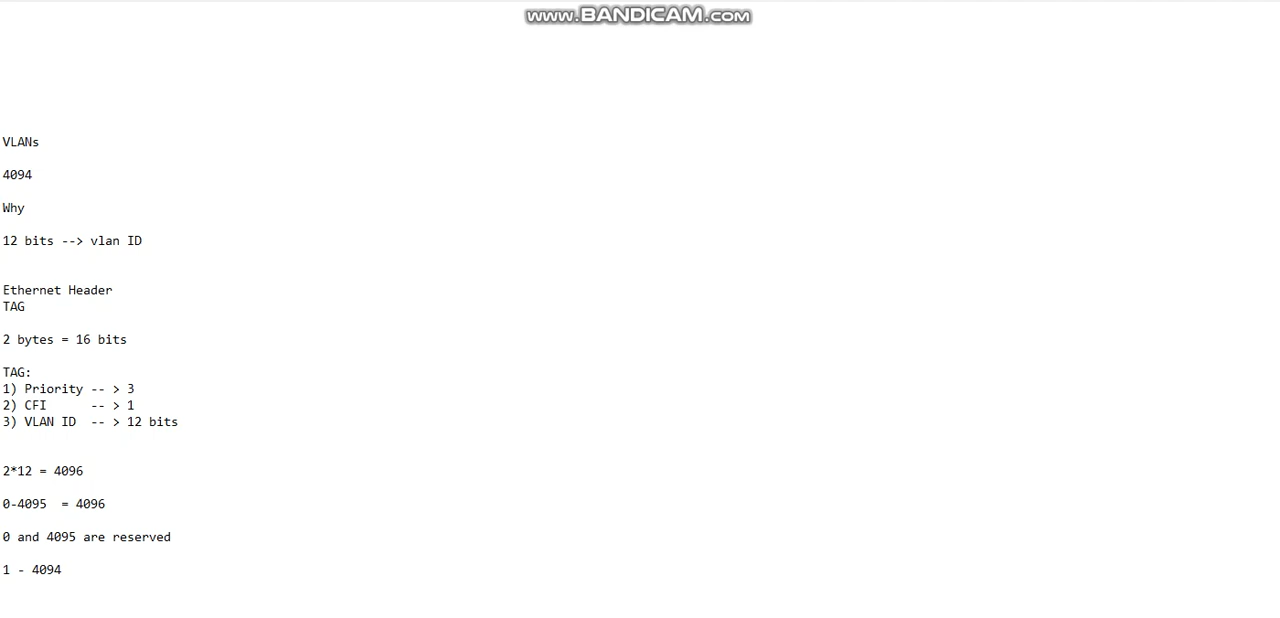 www.BANDICAM.com
VLANs
4094
Why
12 bits --> vlan ID
Ethernet Header
TAG
2 bytes = 16 bits
TAG:
1) Priority -- > 3
2) CFI      -- > 1
3) VLAN ID  -- > 12 bits
2*12 = 4096
0-4095  = 4096
0 and 4095 are reserved
1 - 4094